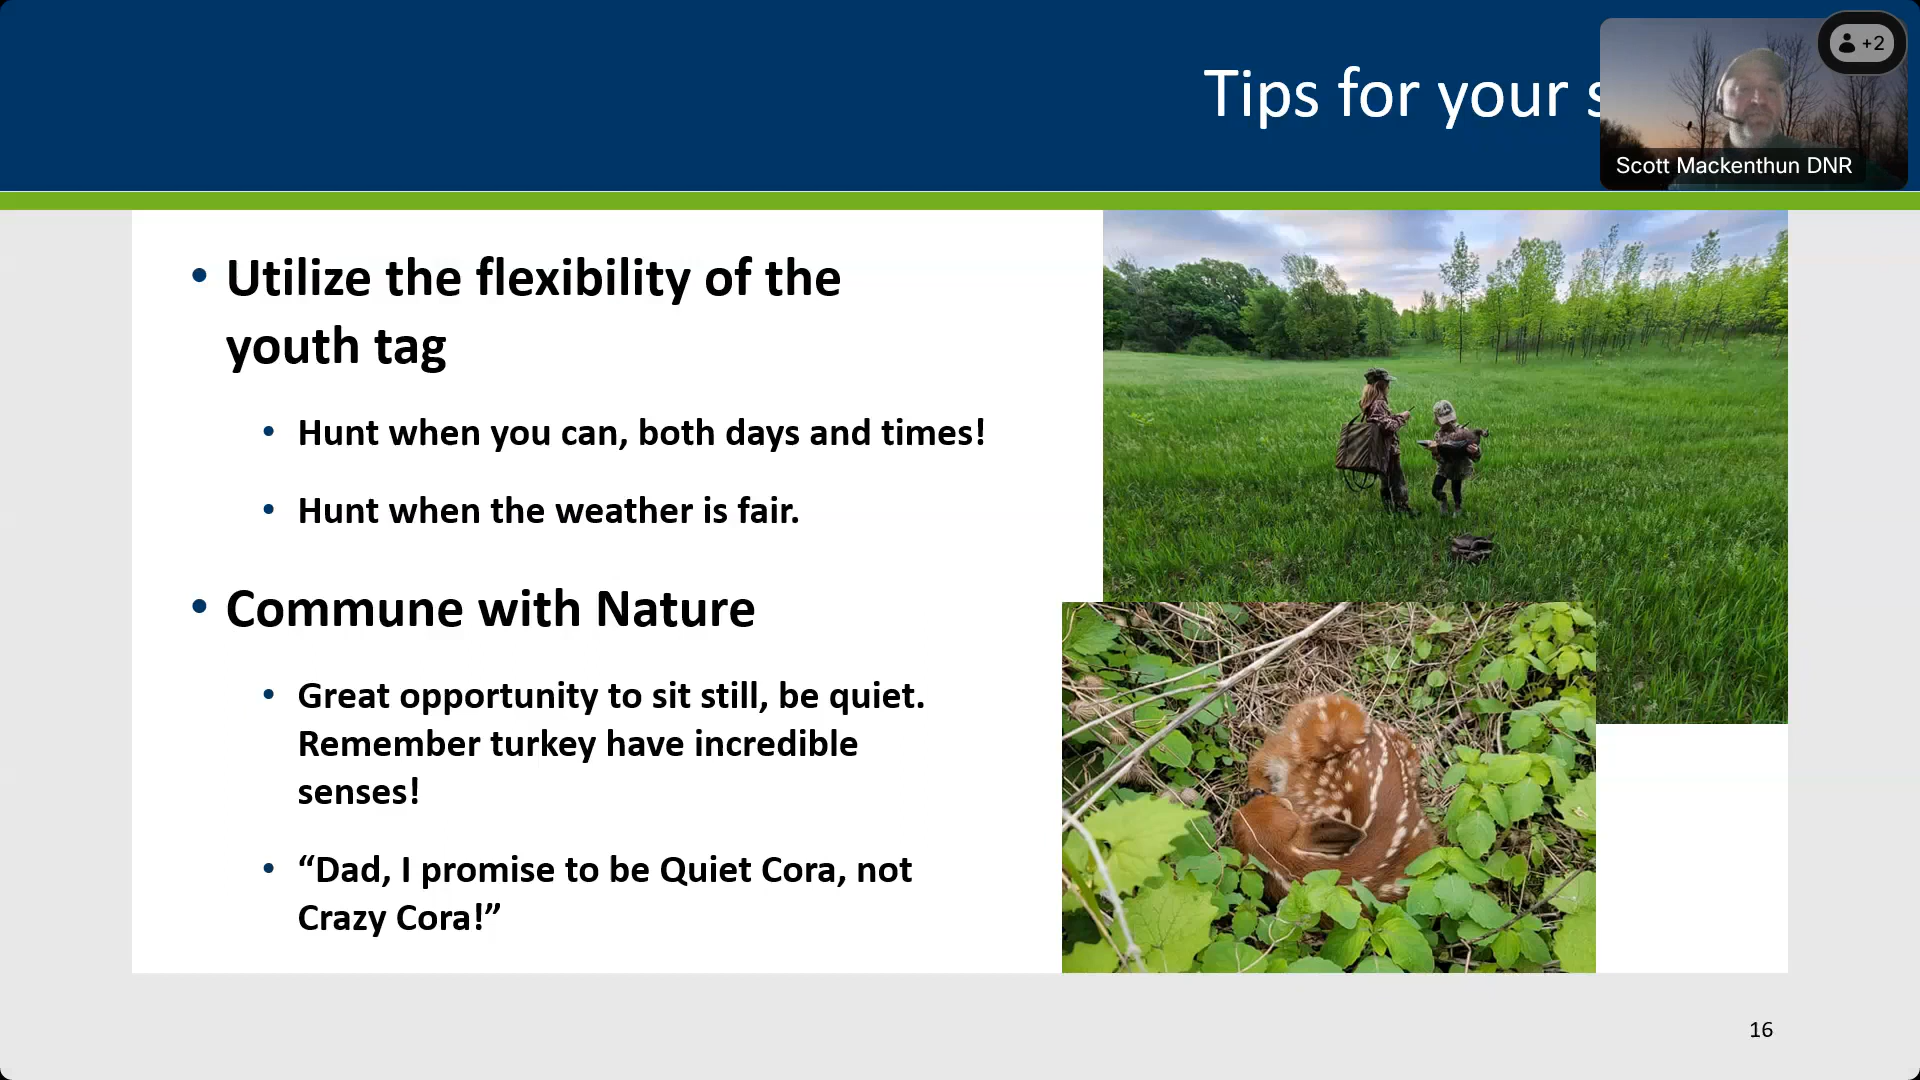 Tips for your
+2
Scott Mackenthun DNR
• Utilize the flexibility of the
youth tag
• Hunt when you can, both days and times!
• Hunt when the weather is fair.
• Commune with Nature
• Great opportunity to sit still, be quiet.
Remember turkey have incredible
senses!
• “Dad, I promise to be Quiet Cora, not
Crazy Cora!”
16